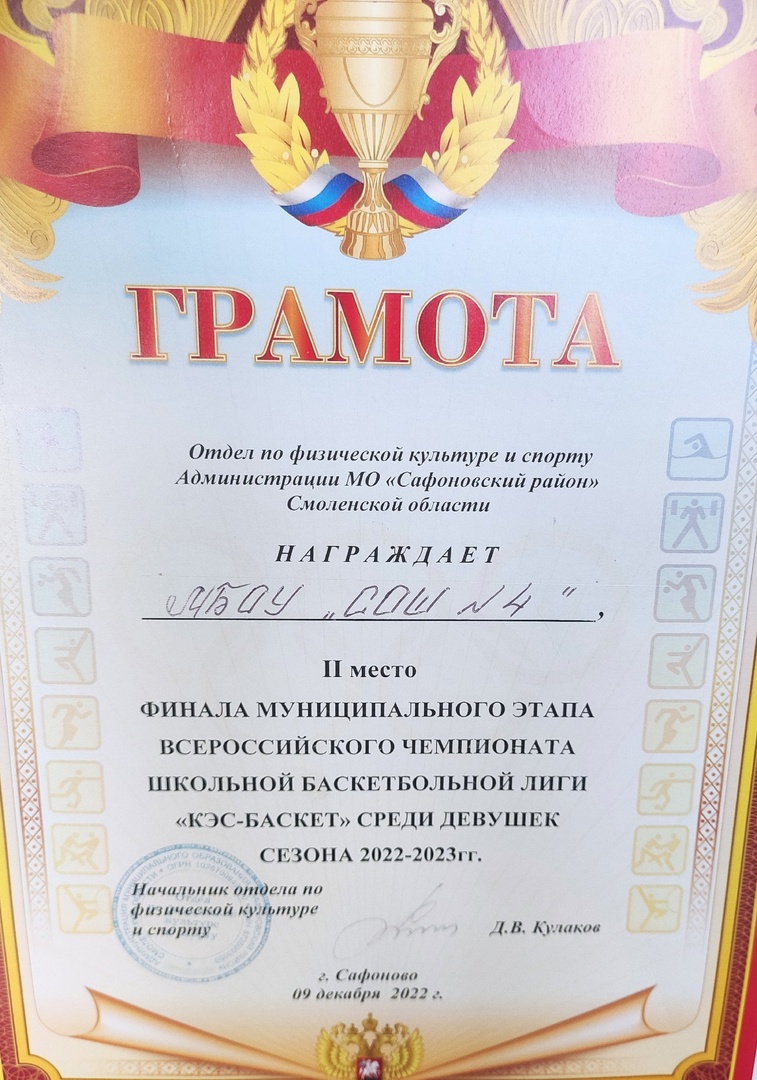 ГРАМОТА
Отдел по физической культуре и спорту
Администрации МО «Сафоновский район»
Смоленской области
НАГРАЖДАЕТ
МБОУ „СОШ №4",
II место
ФИНАЛА МУНИЦИПАЛЬНОГО ЭТАПА
ВСЕРОССИЙСКОГО ЧЕМПИОНАТА
ШКОЛЬНОЙ БАСКЕТБОЛЬНОЙ ЛИГИ
«КЭС-БАСКЕТ» СРЕДИ ДЕВУШЕК
СЕЗОНА 2022-2023гг.
Начальник отдела по
физической культуре
и спорту
Д.В. Кулаков
г. Сафоново
09 декабря 2022 г.